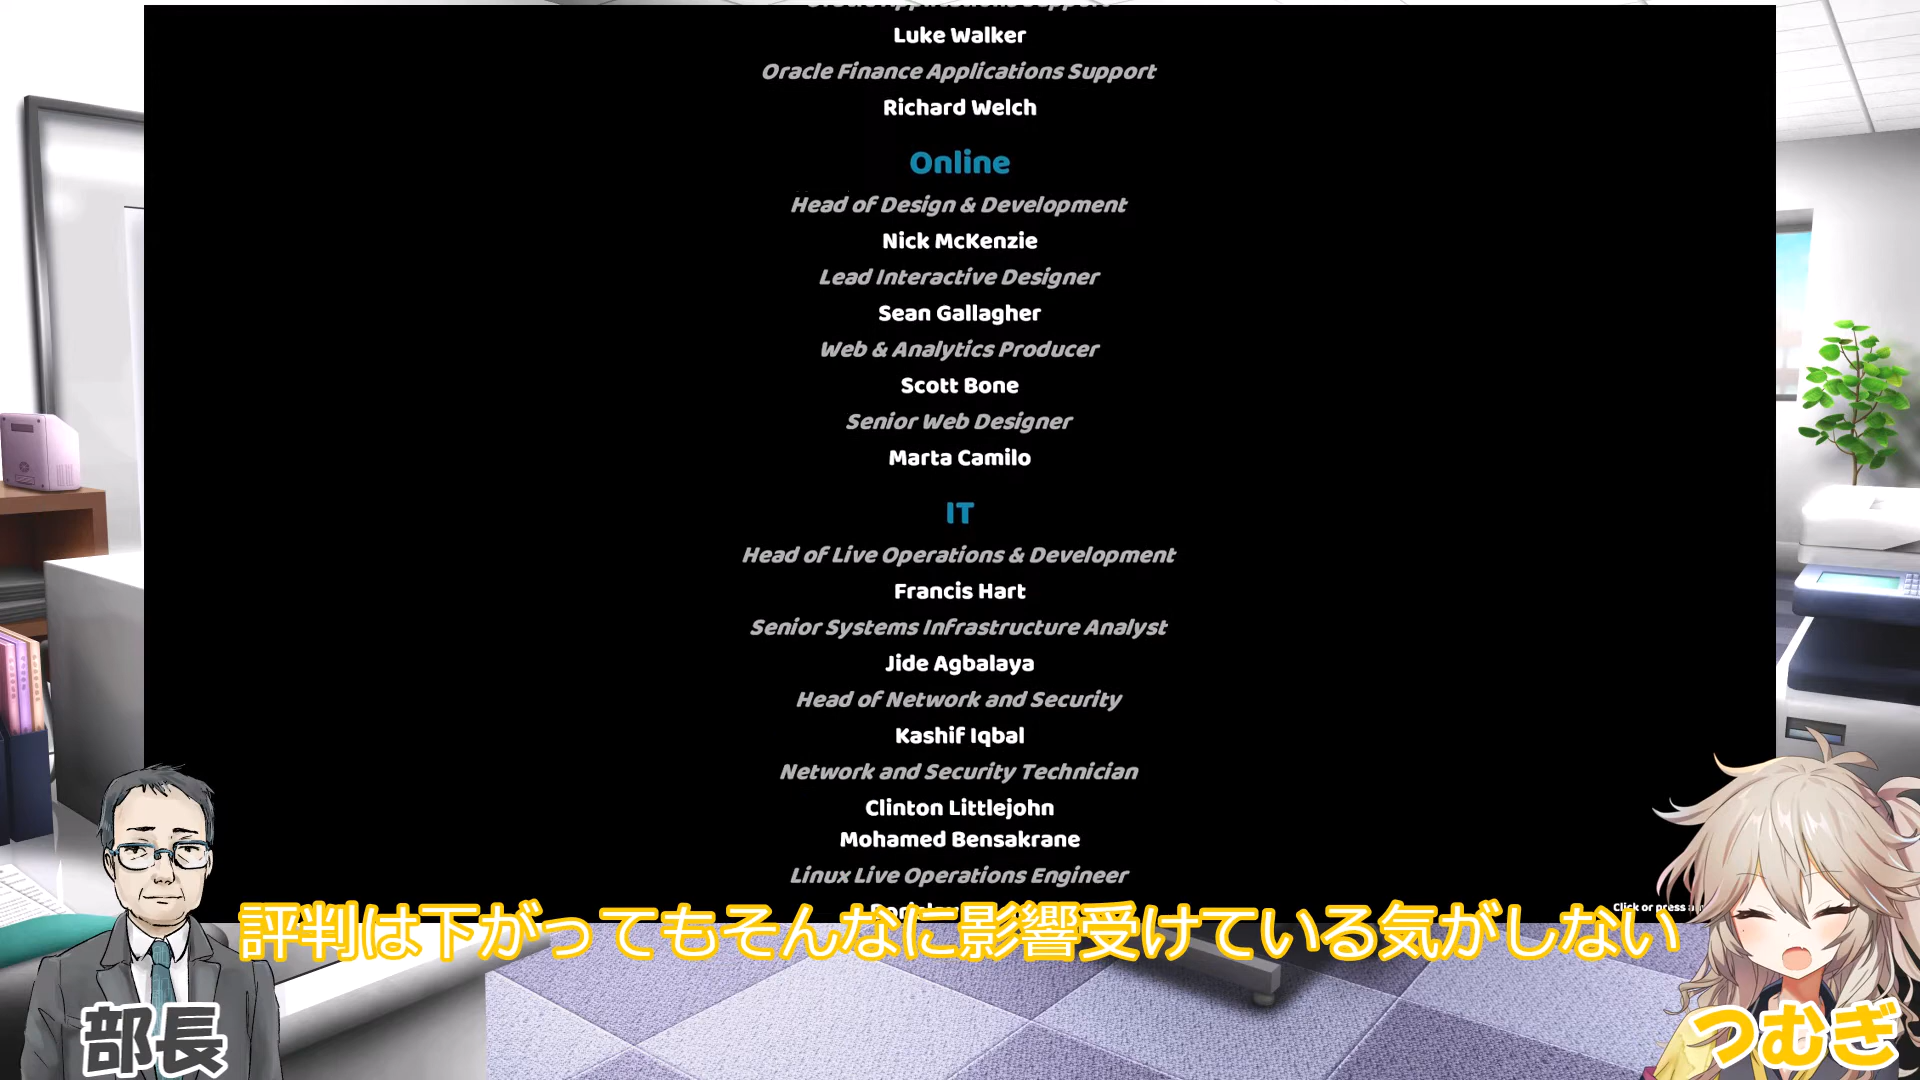 Luke Walker
Oracle Finance Applications Support
Richard Welch
Online
Head of Design & Development
Nick McKenzie
Lead Interactive Designer
Sean Gallagher
Web & Analytics Producer
Scott Bone
Senior Web Designer
Marta Camilo
IT
Head of Live Operations & Development
Francis Hart
Senior Systems Infrastructure Analyst
Jide Agbalaya
Head of Network and Security
Kashif Iqbal
Network and Security Technician
Clinton Littlejohn
Mohamed Bensakrane
Linux Live Operations Engineer
Click or press
評判は下がってもそんなに影響受けている気がしない
部長
つむぎ